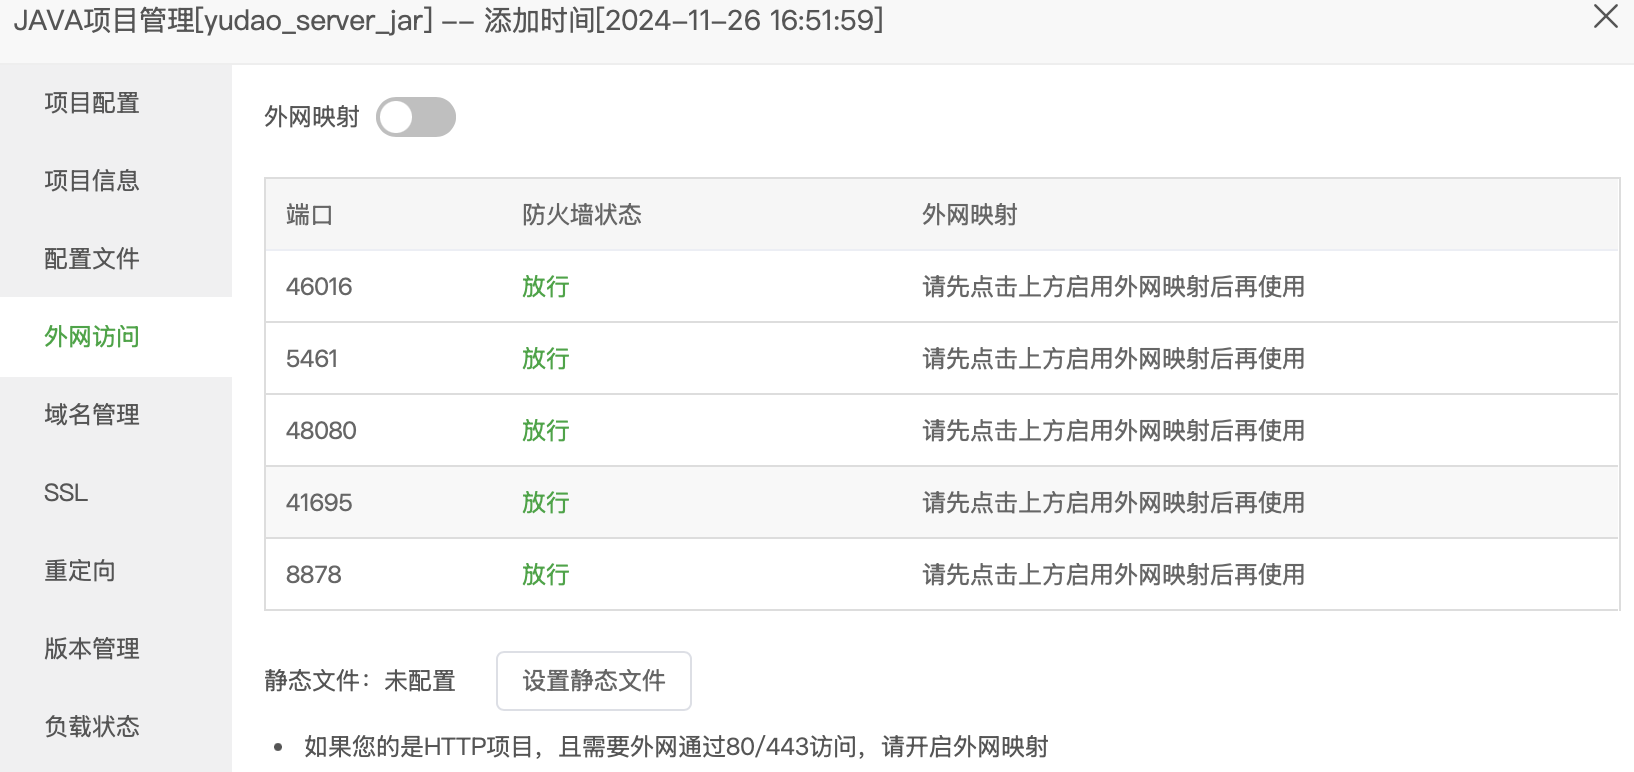 JAVA项目管理[yudao_server_jar] -- 添加时间[2024-11-26 16:51:59]
项目配置
项目信息
配置文件
外网访问
域名管理
SSL
重定向
版本管理
负载状态
外网映射
端口 防火墙状态 外网映射
46016 放行 请先点击上方启用外网映射后再使用
5461 放行 请先点击上方启用外网映射后再使用
48080 放行 请先点击上方启用外网映射后再使用
41695 放行 请先点击上方启用外网映射后再使用
8878 放行 请先点击上方启用外网映射后再使用
静态文件：未配置 设置静态文件
• 如果您的是HTTP项目，且需要外网通过80/443访问，请开启外网映射